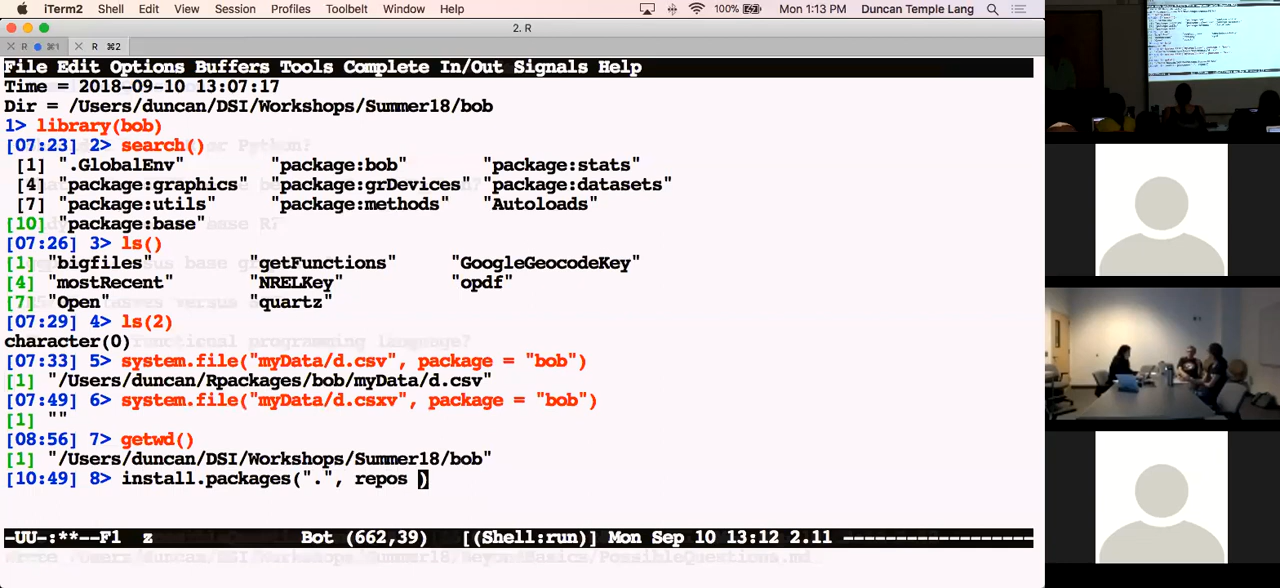 iTerm2 Shell Edit View Session Profiles Toolbelt Window Help 100% Mon 1:13 PM Duncan Temple Lang
2. R
R ⌘1 R ⌘2
File Edit Options Buffers Tools Complete In/Out Signals Help
Time = 2018-09-10 13:07:17
Dir = /Users/duncan/DSI/Workshops/Summer18/bob
1> library(bob)
[07:23] 2> search()
[1] ".GlobalEnv" "package:bob" "package:stats"
[4] "package:graphics" "package:grDevices" "package:datasets"
[7] "package:utils" "package:methods" "Autoloads"
[10] "package:base"
[07:26] 3> ls()
[1] "bigfiles" "getFunctions" "GoogleGeocodeKey"
[4] "mostRecent" "NRELKey" "opdf"
[7] "Open" "quartz"
[07:29] 4> ls(2)
character(0)
[07:33] 5> system.file("myData/d.csv", package = "bob")
[1] "/Users/duncan/Rpackages/bob/myData/d.csv"
[07:49] 6> system.file("myData/d.csxv", package = "bob")
[1] ""
[08:56] 7> getwd()
[1] "/Users/duncan/DSI/Workshops/Summer18/bob"
[10:49] 8> install.packages(".", repos )
-UU-:**--F1 z Bot (662,39) [(Shell:run)] Mon Sep 10 13:12 2.11 -----------------